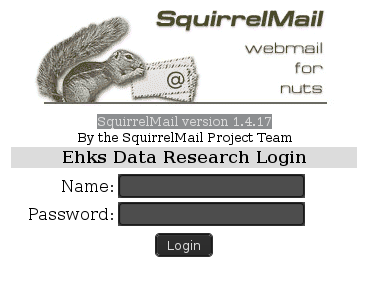 SquirrelMail
webmail
for
nuts
@
SquirrelMail version 1.4.17
By the SquirrelMail Project Team
Ehks Data Research Login
Name:
Password:
Login